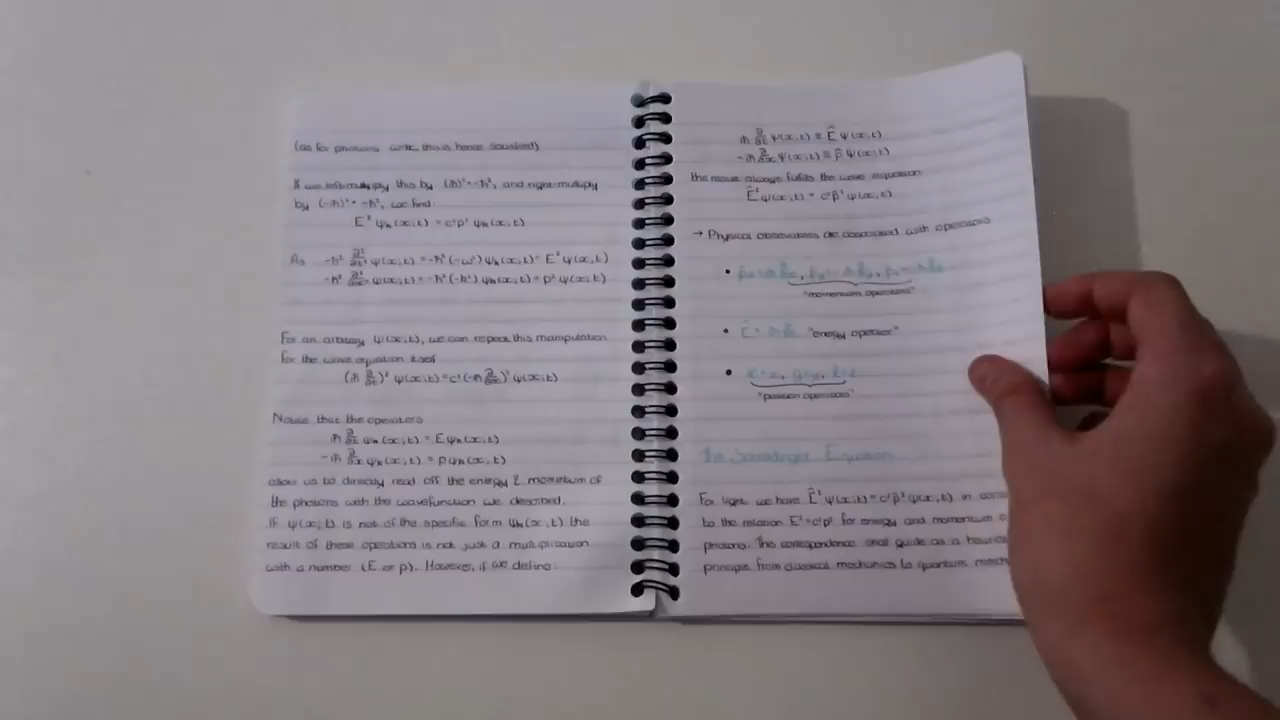 (as for photons ω=kc, this is hence satisfied)
If we left-multiply this by (iħ)² = -ħ², and right-multiply
by (-iħ)² = -ħ², we find:
E² ψₖ(x,t) = c²p² ψₖ(x,t)
As -ħ² ∂²/∂t² ψ(x,t) = -ħ²(-ω²) ψₖ(x,t) = E² ψ(x,t)
-ħ² ∂²/∂x² ψ(x,t) = -ħ²(-k²) ψₖ(x,t) = p² ψ(x,t)
For an arbitrary ψ(x,t), we can repeat this manipulation
for the wave equation itself
(iħ ∂/∂t)² ψ(x,t) = c²(-iħ ∂/∂x)² ψ(x,t)
Notice that the operators
iħ ∂/∂t ψₖ(x,t) = E ψₖ(x,t)
-iħ ∂/∂x ψₖ(x,t) = p ψₖ(x,t)
allow us to directly read off the energy & momentum of
the photons with the wavefunction we described.
If ψ(x,t) is not of the specific form ψₖ(x,t) the
result of these operations is not just a multiplication
with a number (E or p). However, if we define:
iħ ∂/∂t ψ(x,t) ≡ Ê ψ(x,t)
-iħ ∂/∂x ψ(x,t) ≡ p̂ ψ(x,t)
the result always fulfils the wave equation
Ê² ψ(x,t) = c²p̂² ψ(x,t)
→ Physical observables are associated with operators
"momentum operators"
"energy operator"
"position operators"
The Schrödinger Equation
For light we have Ê² ψ(x,t) = c²p̂² ψ(x,t) in
to the relation E² = c²p² for energy and momentum
photons. This correspondence shall guide as a
principle from classical mechanics to quantum